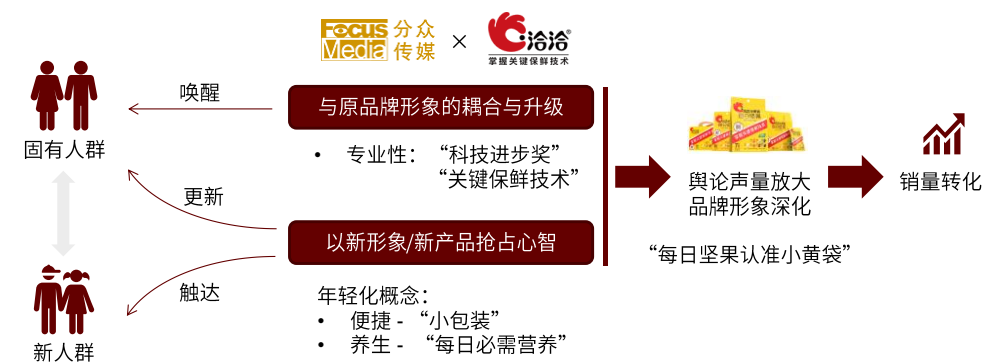 Focus Media 分众传媒 × 洽洽®
掌握关键保鲜技术
唤醒
与原品牌形象的耦合与升级
固有人群
• 专业性：“科技进步奖”
“关键保鲜技术”
更新
舆论声量放大
品牌形象深化
销量转化
以新形象/新产品抢占心智
“每日坚果认准小黄袋”
触达
年轻化概念：
• 便捷 - “小包装”
• 养生 - “每日必需营养”
新人群